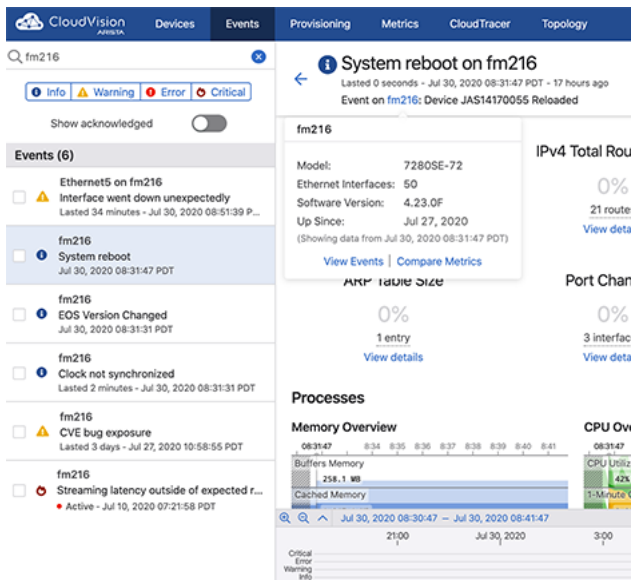 CloudVision
ARISTA
Devices
Events
Provisioning
Metrics
CloudTracer
Topology
fm216
Info
Warning
Error
Critical
Show acknowledged
Events (6)
Ethernet5 on fm216
Interface went down unexpectedly
Lasted 34 minutes - Jul 30, 2020 08:51:39 P...
fm216
System reboot
Jul 30, 2020 08:31:47 PDT
fm216
EOS Version Changed
Jul 30, 2020 08:31:31 PDT
fm216
Clock not synchronized
Lasted 2 minutes - Jul 30, 2020 08:31:31 PDT
fm216
CVE bug exposure
Lasted 3 days - Jul 27, 2020 10:58:55 PDT
fm216
Streaming latency outside of expected r...
Active - Jul 10, 2020 07:21:58 PDT
System reboot on fm216
Lasted 0 seconds - Jul 30, 2020 08:31:47 PDT - 17 hours ago
Event on fm216: Device JAS14170055 Reloaded
fm216
Model: 7280SE-72
Ethernet Interfaces: 50
Software Version: 4.23.0F
Up Since: Jul 27, 2020
(Showing data from Jul 30, 2020 08:31:47 PDT)
View Events | Compare Metrics
IPv4 Total Rou
0%
21 route
View deta
ARP Table Size
0%
1 entry
View details
Port Chan
0%
3 interfac
View deta
Processes
Memory Overview
08:31:47 8:34 8:35 8:36 8:37 8:38 8:39 8:40 8:41
Buffers Memory
258.1 MB
Cached Memory
CPU Ove
08:31:47
CPU Utiliz
42%
1-Minute
Jul 30, 2020 08:30:47 – Jul 30, 2020 08:41:47
21:00 Jul 30, 2020 3:00
Critical
Error
Warning
Info